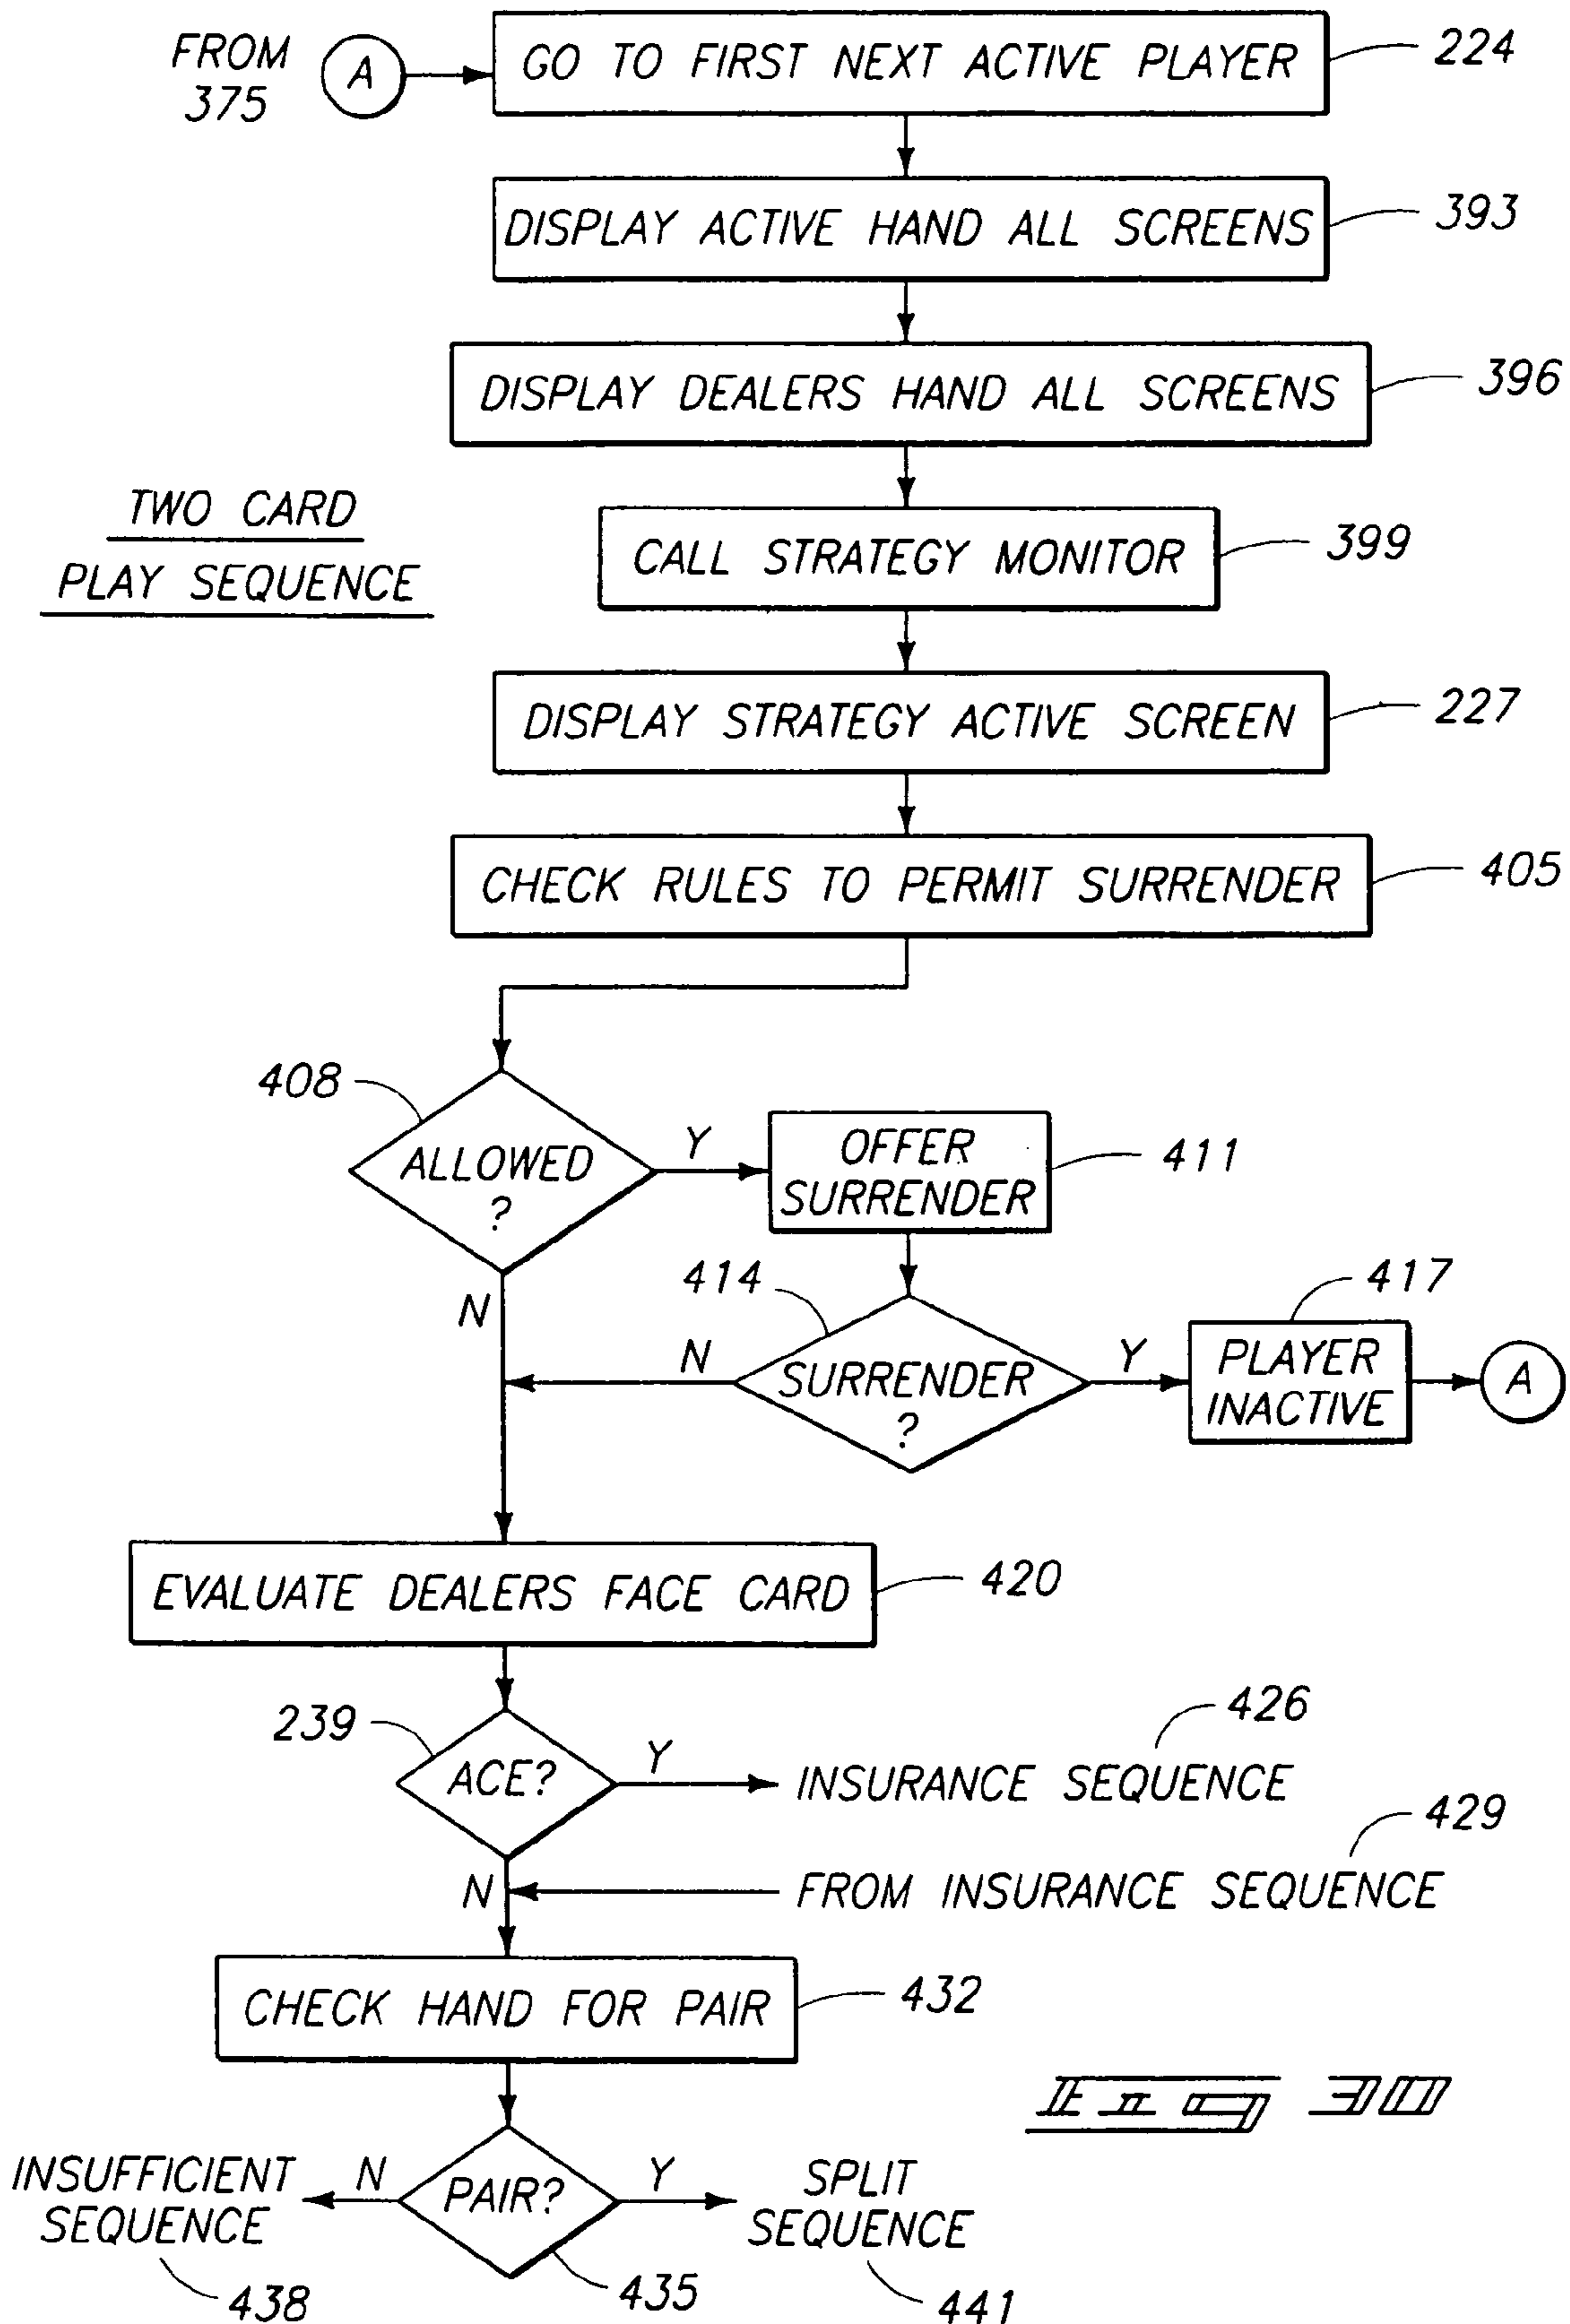 FROM
375
A
GO TO FIRST NEXT ACTIVE PLAYER
224
DISPLAY ACTIVE HAND ALL SCREENS
393
DISPLAY DEALERS HAND ALL SCREENS
396
TWO CARD
PLAY SEQUENCE
CALL STRATEGY MONITOR
399
DISPLAY STRATEGY ACTIVE SCREEN
227
CHECK RULES TO PERMIT SURRENDER
405
408
ALLOWED
?
Y
OFFER
SURRENDER
411
N
414
SURRENDER
?
N
Y
417
PLAYER
INACTIVE
A
EVALUATE DEALERS FACE CARD
420
239
ACE?
Y
INSURANCE SEQUENCE
426
N
FROM INSURANCE SEQUENCE
429
CHECK HAND FOR PAIR
432
PAIR?
435
N
INSUFFICIENT
SEQUENCE
438
Y
SPLIT
SEQUENCE
441
Fig 30